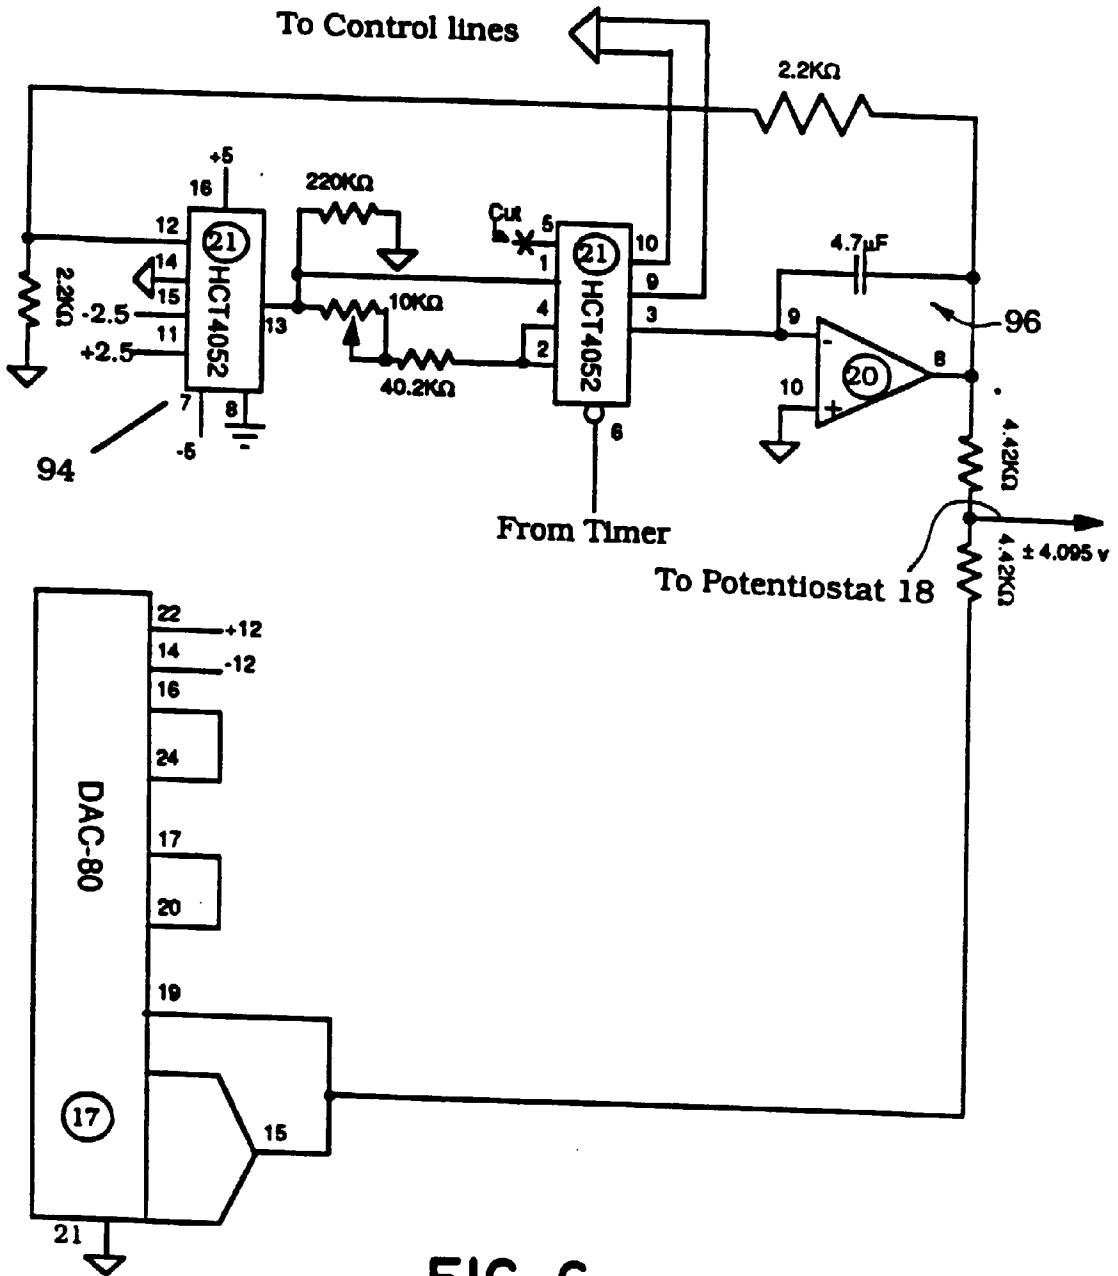 To Control lines
2.2KΩ
+5
16
220KΩ
Cut
5
12
21
14
15
-2.5
11
+2.5
HCT4052
13
7
8
-5
2.2KΩ
94
10KΩ
40.2KΩ
1
4
2
21
HCT4052
10
9
3
6
From Timer
4.7μF
96
9
-
20
8
10
+
4.42KΩ
± 4.095 v
4.42KΩ
To Potentiostat 18
22
+12
14
-12
16
24
DAC-80
17
20
19
17
15
21